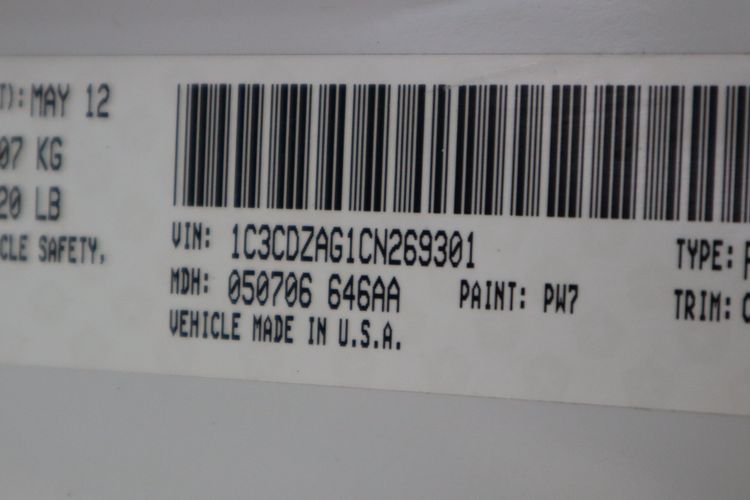 T): MAY 12
07 KG
20 LB
CLE SAFETY,
VIN: 1C3CDZAG1CN269301
MDH: 050706 646AA PAINT: PW7
VEHICLE MADE IN U.S.A.
TYPE:
TRIM: